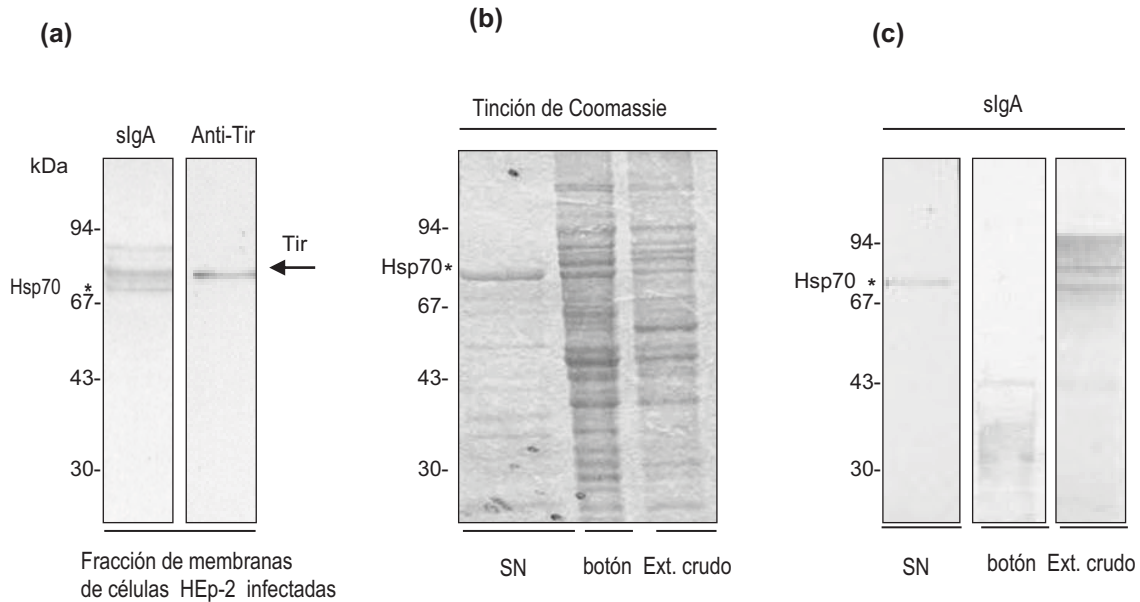 (a)
sIgA Anti-Tir
kDa
94-
Tir
Hsp70 *
67-
43-
30-
Fracción de membranas
de células HEp-2 infectadas
(b)
Tinción de Coomassie
94-
Hsp70*
67-
43-
30-
SN botón Ext. crudo
(c)
sIgA
94-
Hsp70 *
67-
43-
30-
SN botón Ext. crudo